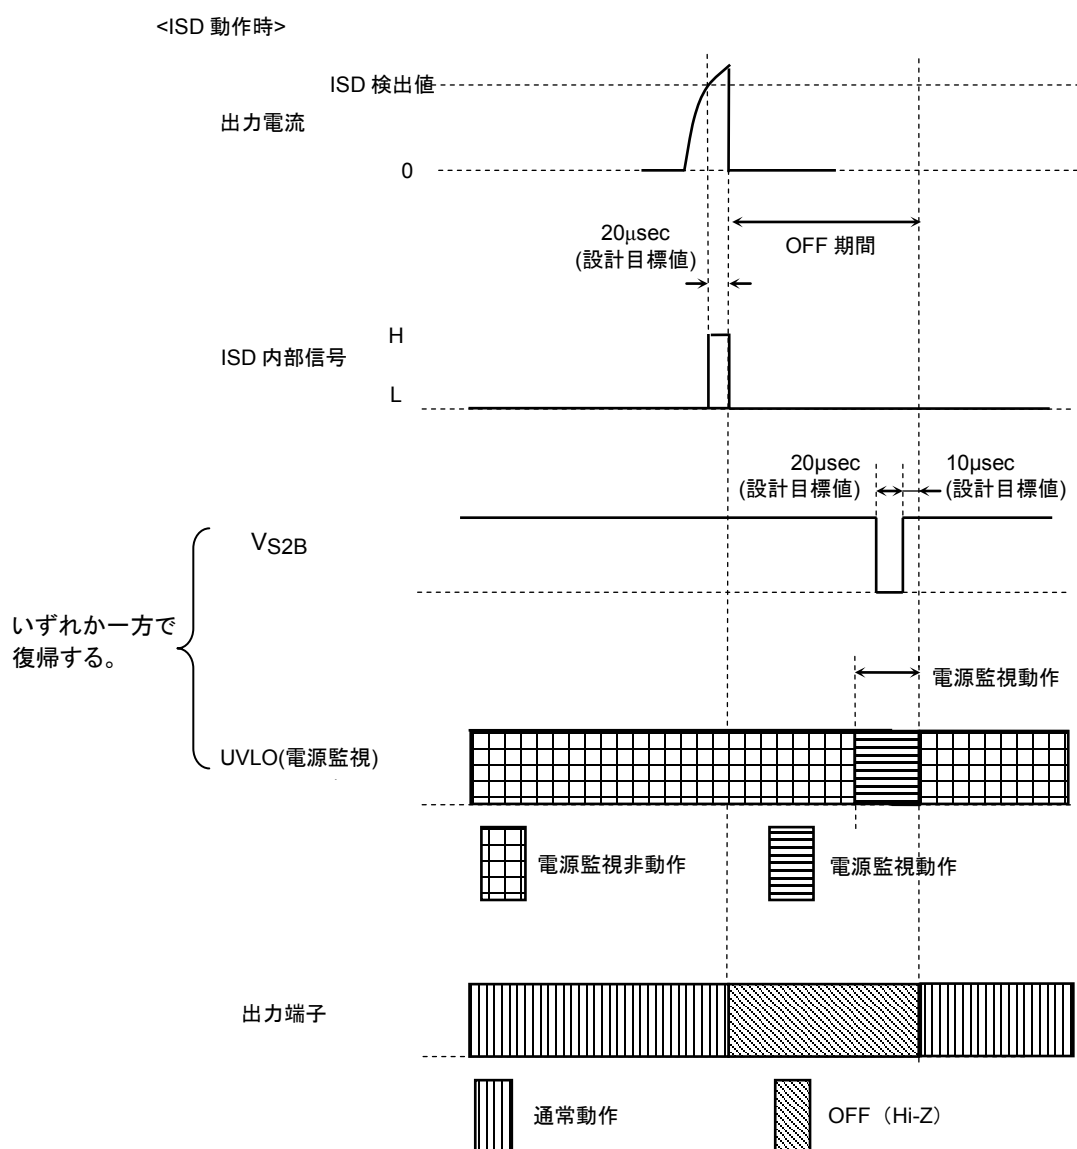 <ISD 動作時>
ISD 検出値
出力電流
0
20μsec
(設計目標値)
OFF 期間
H
ISD 内部信号
L
20μsec
(設計目標値)
10μsec
(設計目標値)
VS2B
いずれか一方で
復帰する。
電源監視動作
UVLO(電源監視)
電源監視非動作
電源監視動作
出力端子
通常動作
OFF（Hi-Z）